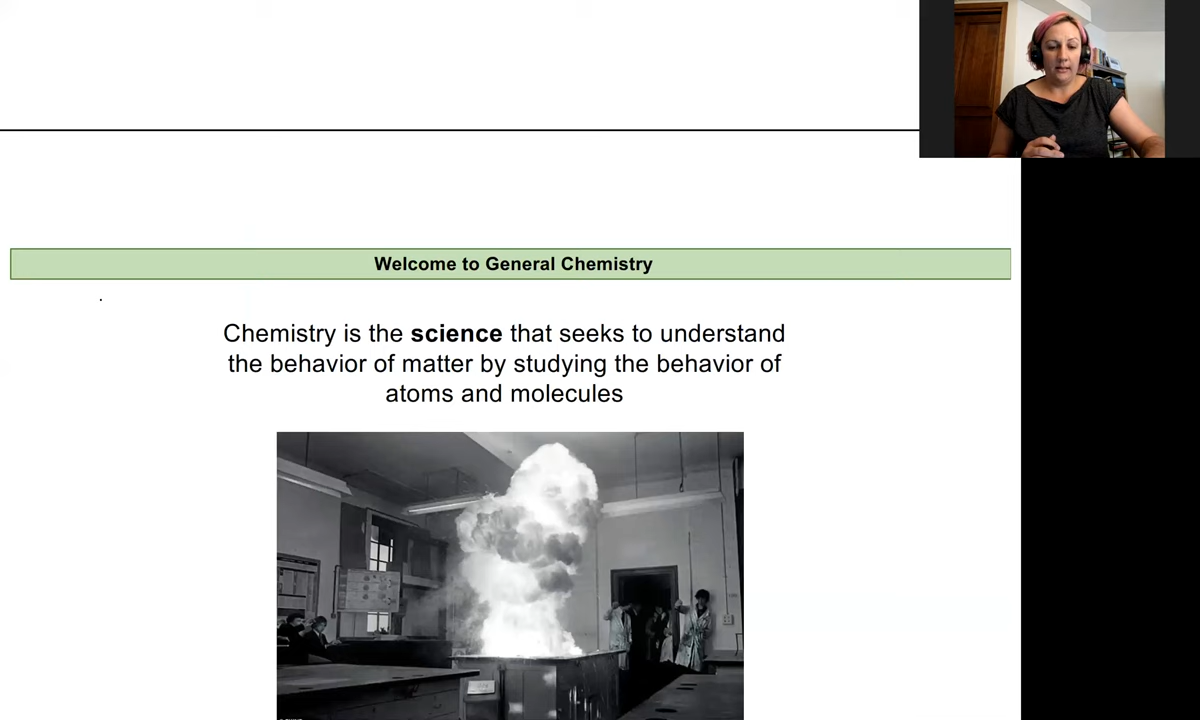 Welcome to General Chemistry
Chemistry is the science that seeks to understand
the behavior of matter by studying the behavior of
atoms and molecules